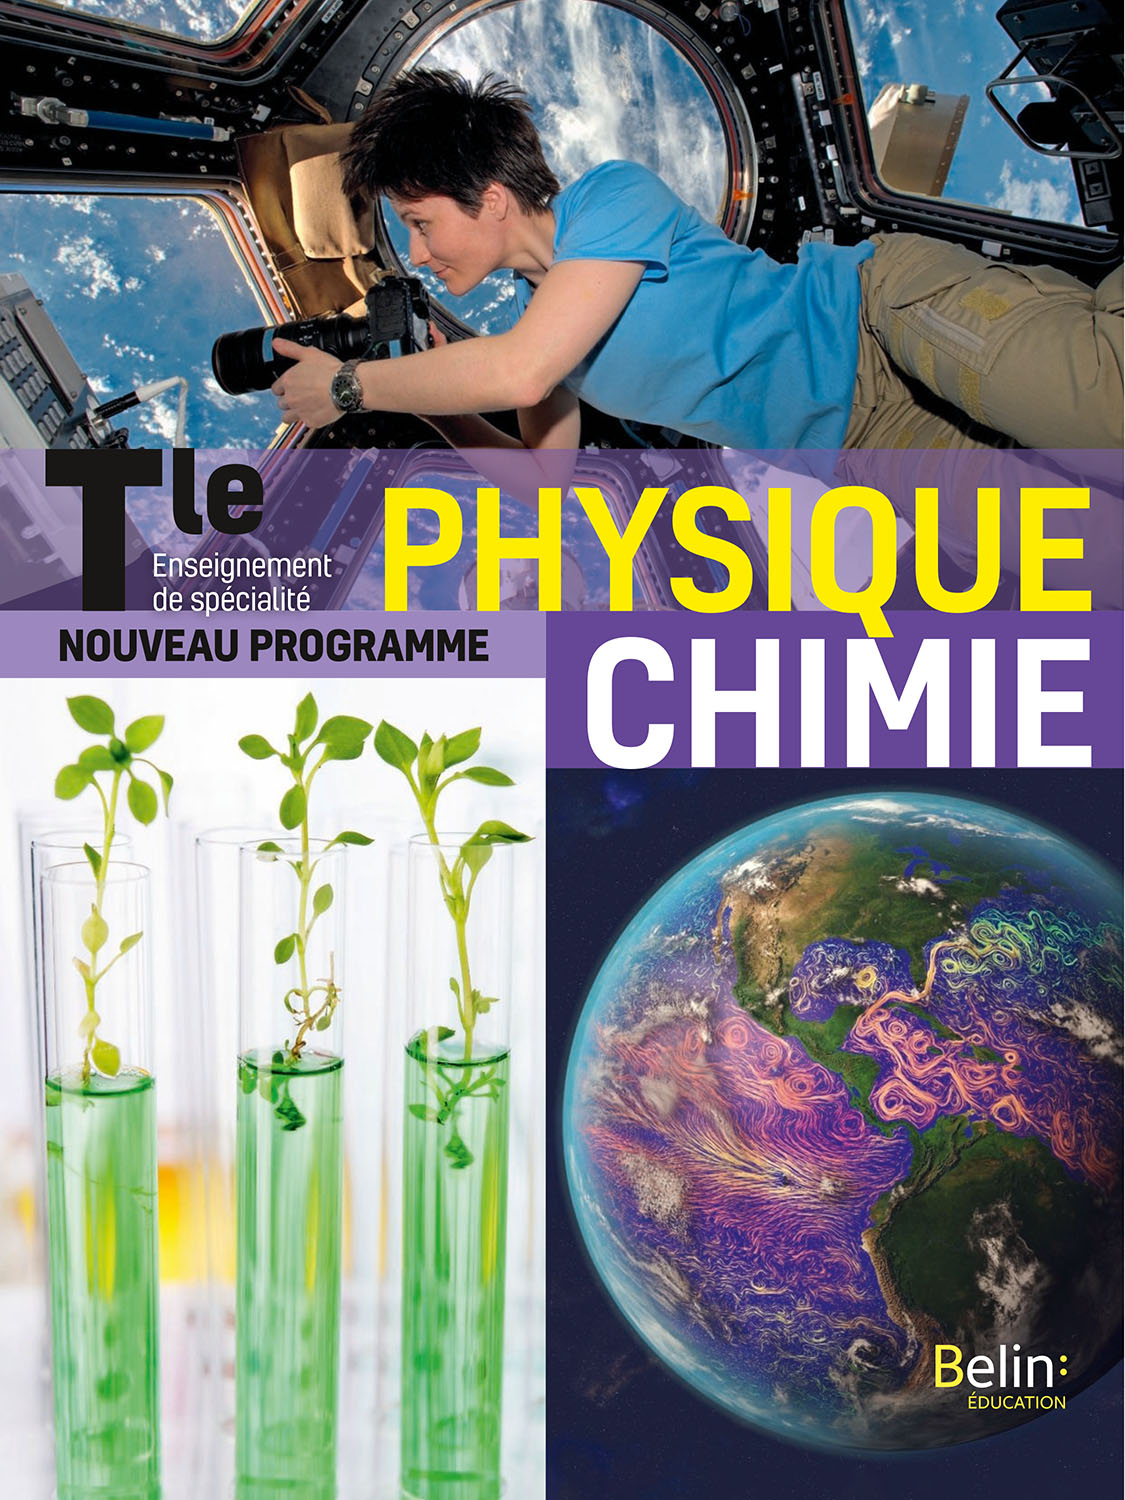 Tle
Enseignement
de spécialité
PHYSIQUE
NOUVEAU PROGRAMME
CHIMIE
Belin:
ÉDUCATION